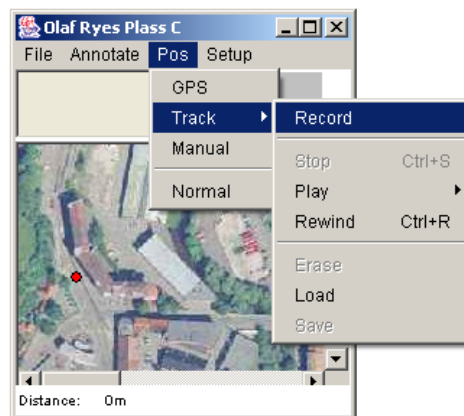 Olaf Ryes Plass C
File Annotate Pos Setup
GPS
Track
Manual
Normal
Record
Stop Ctrl+S
Play
Rewind Ctrl+R
Erase
Load
Save
Distance: 0m